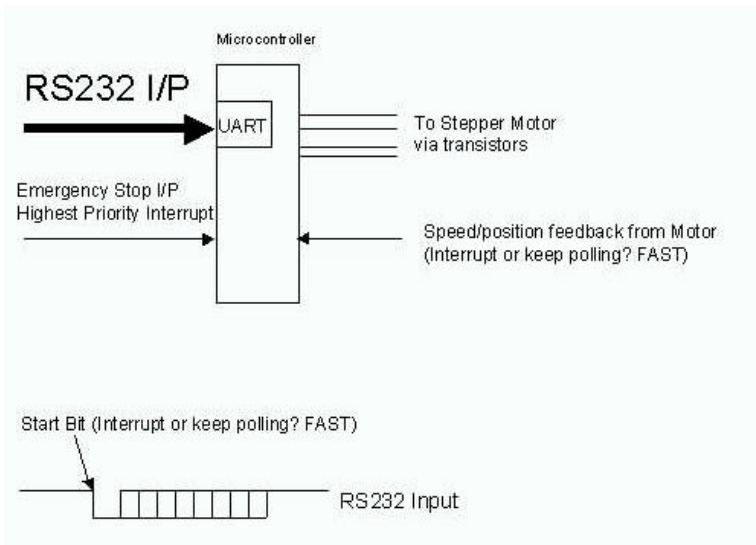 Microcontroller
RS232 I/P
UART
To Stepper Motor
via transistors
Emergency Stop I/P
Highest Priority Interrupt
Speed/position feedback from Motor
(Interrupt or keep polling? FAST)
Start Bit (Interrupt or keep polling? FAST)
RS232 Input